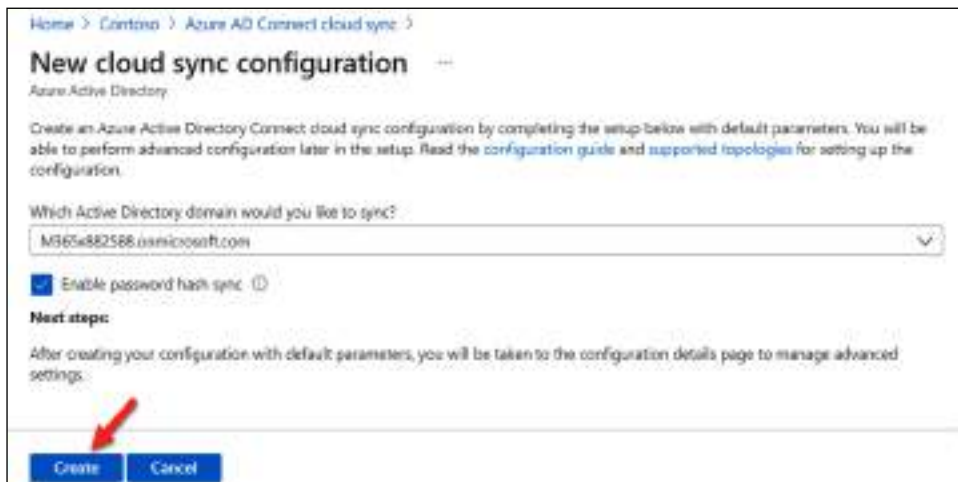 Home > Contoso > Azure AD Connect cloud sync >
New cloud sync configuration ...
Azure Active Directory
Create an Azure Active Directory Connect cloud sync configuration by completing the setup below with default parameters. You will be
able to perform advanced configuration later in the setup. Read the configuration guide and supported topologies for setting up the
configuration.
Which Active Directory domain would you like to sync?
M365x882588.onmicrosoft.com
Enable password hash sync
Next steps:
After creating your configuration with default parameters, you will be taken to the configuration details page to manage advanced
settings.
Create Cancel